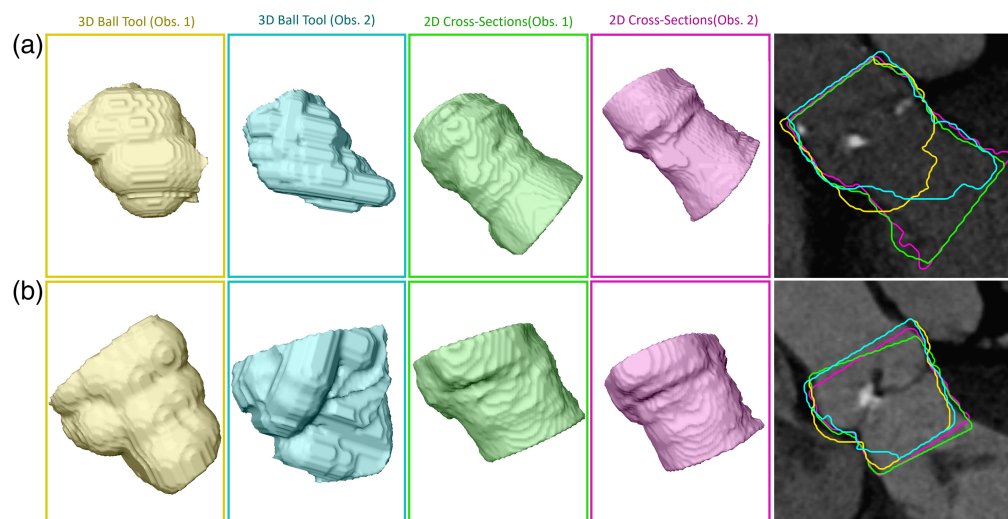 3D Ball Tool (Obs. 1)
3D Ball Tool (Obs. 2)
2D Cross-Sections(Obs. 1)
2D Cross-Sections(Obs. 2)
(a)
(b)